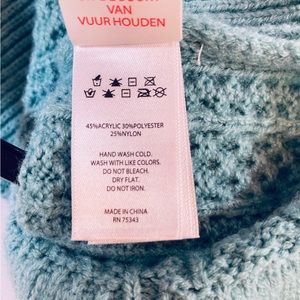 VAN
VUUR HOUDEN
45%ACRYLIC 30%POLYESTER
25%NYLON
HAND WASH COLD.
WASH WITH LIKE COLORS.
DO NOT BLEACH.
DRY FLAT.
DO NOT IRON.
MADE IN CHINA
RN 75343